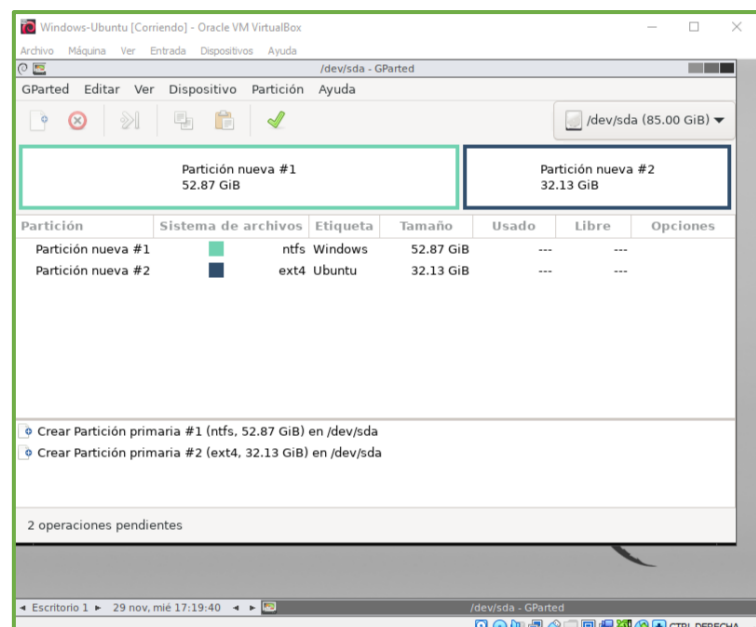 Windows-Ubuntu [Corriendo] - Oracle VM VirtualBox
Archivo Máquina Ver Entrada Dispositivos Ayuda
/dev/sda - GParted
GParted Editar Ver Dispositivo Partición Ayuda
/dev/sda (85.00 GiB)
Partición nueva #1
52.87 GiB
Partición nueva #2
32.13 GiB
Partición Sistema de archivos Etiqueta Tamaño Usado Libre Opciones
Partición nueva #1 ntfs Windows 52.87 GiB --- ---
Partición nueva #2 ext4 Ubuntu 32.13 GiB --- ---
Crear Partición primaria #1 (ntfs, 52.87 GiB) en /dev/sda
Crear Partición primaria #2 (ext4, 32.13 GiB) en /dev/sda
2 operaciones pendientes
Escritorio 1 29 nov, mié 17:19:40 /dev/sda - GParted
CTRL DERECHA